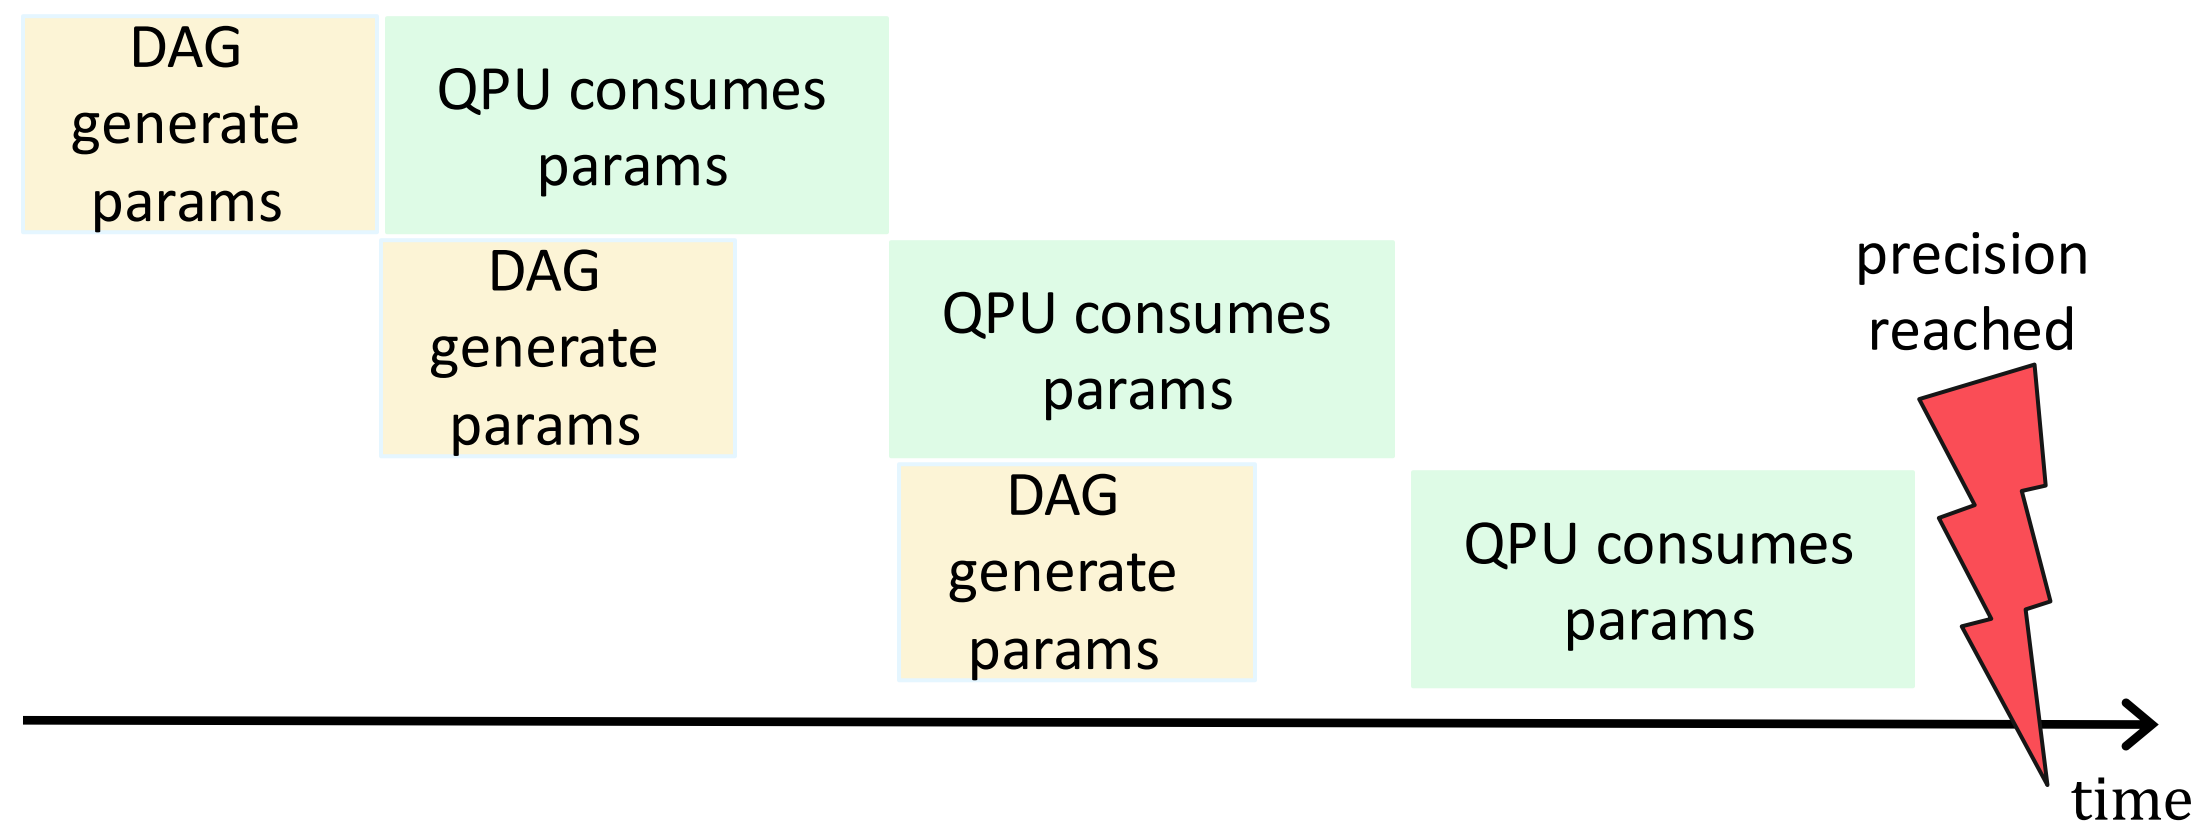 DAG
generate
params
QPU consumes
params
DAG
generate
params
QPU consumes
params
DAG
generate
params
QPU consumes
params
precision
reached
time